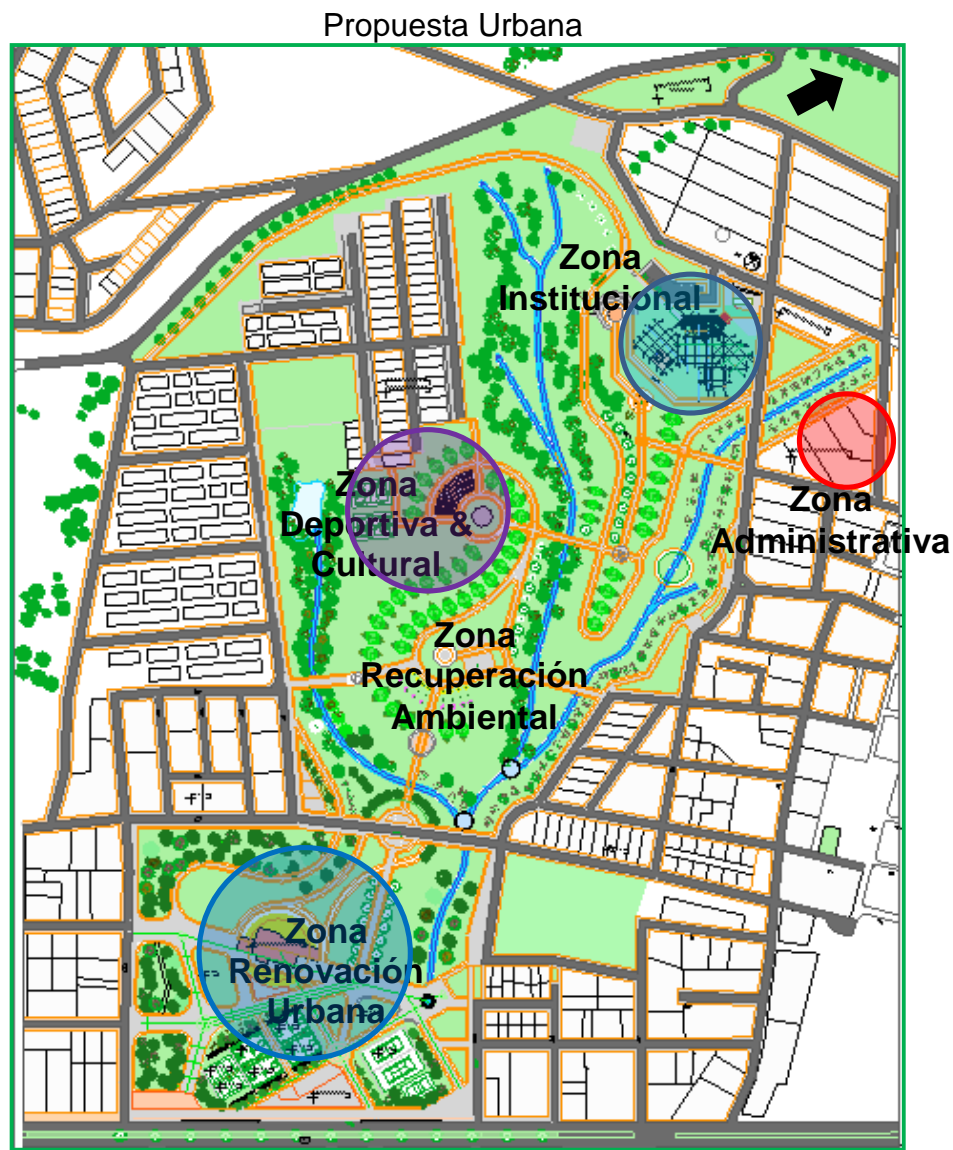 Propuesta Urbana
Zona
Institucional
Zona
Deportiva &
Cultural
Zona
Administrativa
Zona
Recuperación
Ambiental
Zona
Renovación
Urbana